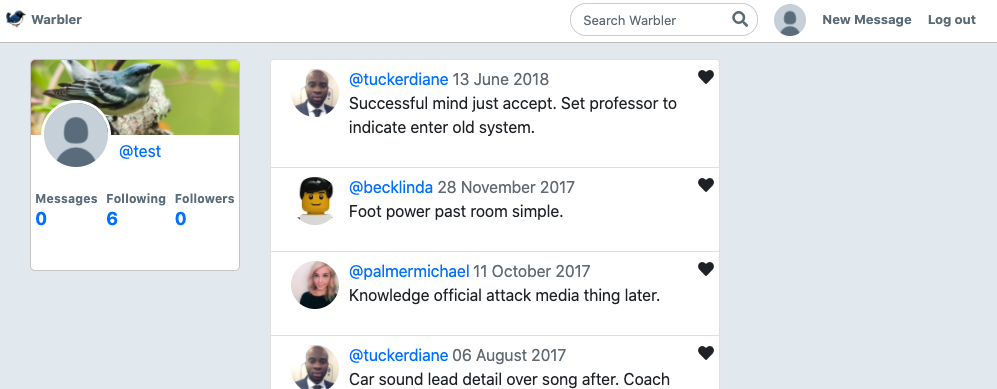 Warbler
Search Warbler
New Message
Log out
@test
Messages Following Followers
0 6 0
@tuckerdiane 13 June 2018
Successful mind just accept. Set professor to
indicate enter old system.
@becklinda 28 November 2017
Foot power past room simple.
@palmermichael 11 October 2017
Knowledge official attack media thing later.
@tuckerdiane 06 August 2017
Car sound lead detail over song after. Coach